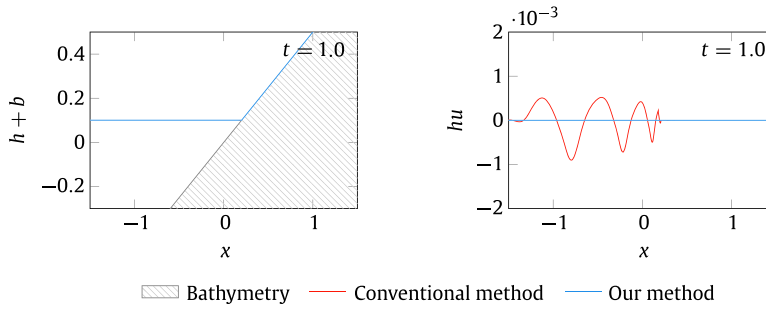 0.4
0.2
0
−0.2
h + b
t = 1.0
−1
0
1
x
·10−3
2
1
0
−1
−2
hu
t = 1.0
−1
0
1
x
Bathymetry
Conventional method
Our method